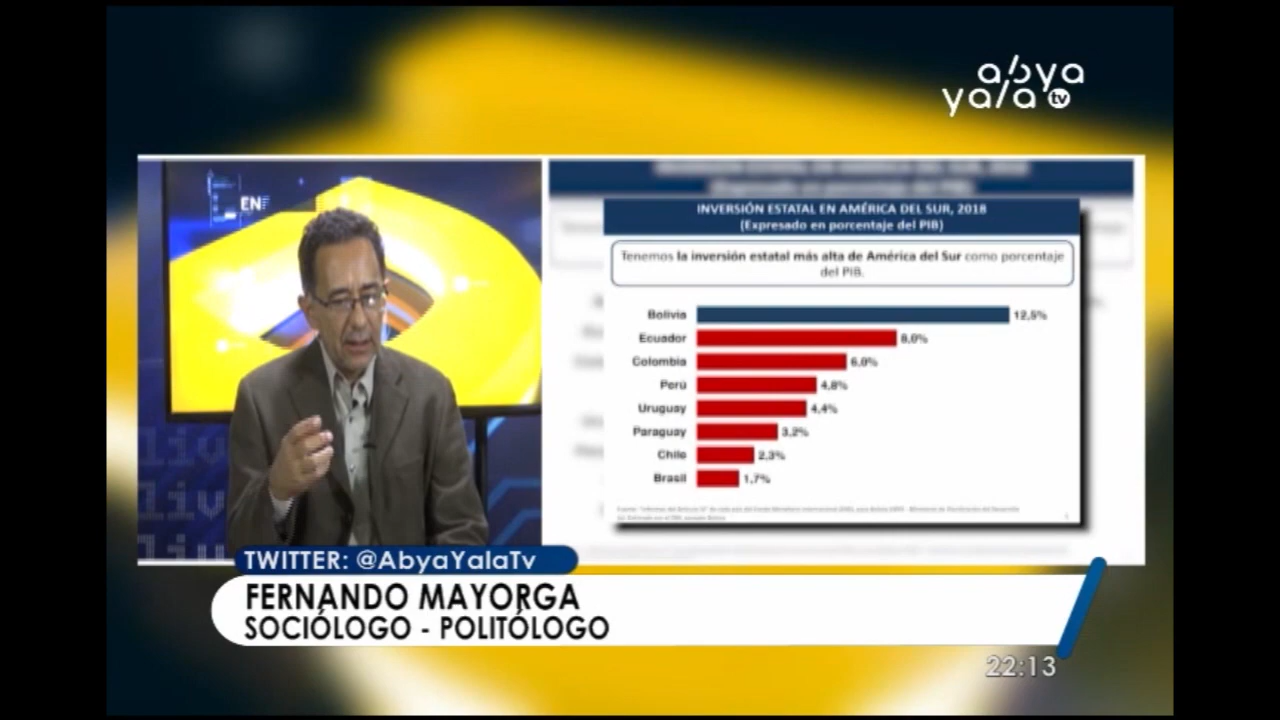 abya
yala tv
EN
INVERSIÓN ESTATAL EN AMÉRICA DEL SUR, 2018
(Expresado en porcentaje del PIB)
Tenemos la inversión estatal más alta de América del Sur como porcentaje
del PIB.
Bolivia 12,5%
Ecuador 8,0%
Colombia 6,0%
Perú 4,8%
Uruguay 4,4%
Paraguay 3,2%
Chile 2,3%
Brasil 1,7%
TWITTER: @AbyaYalaTv
FERNANDO MAYORGA
SOCIÓLOGO - POLITÓLOGO
22:13